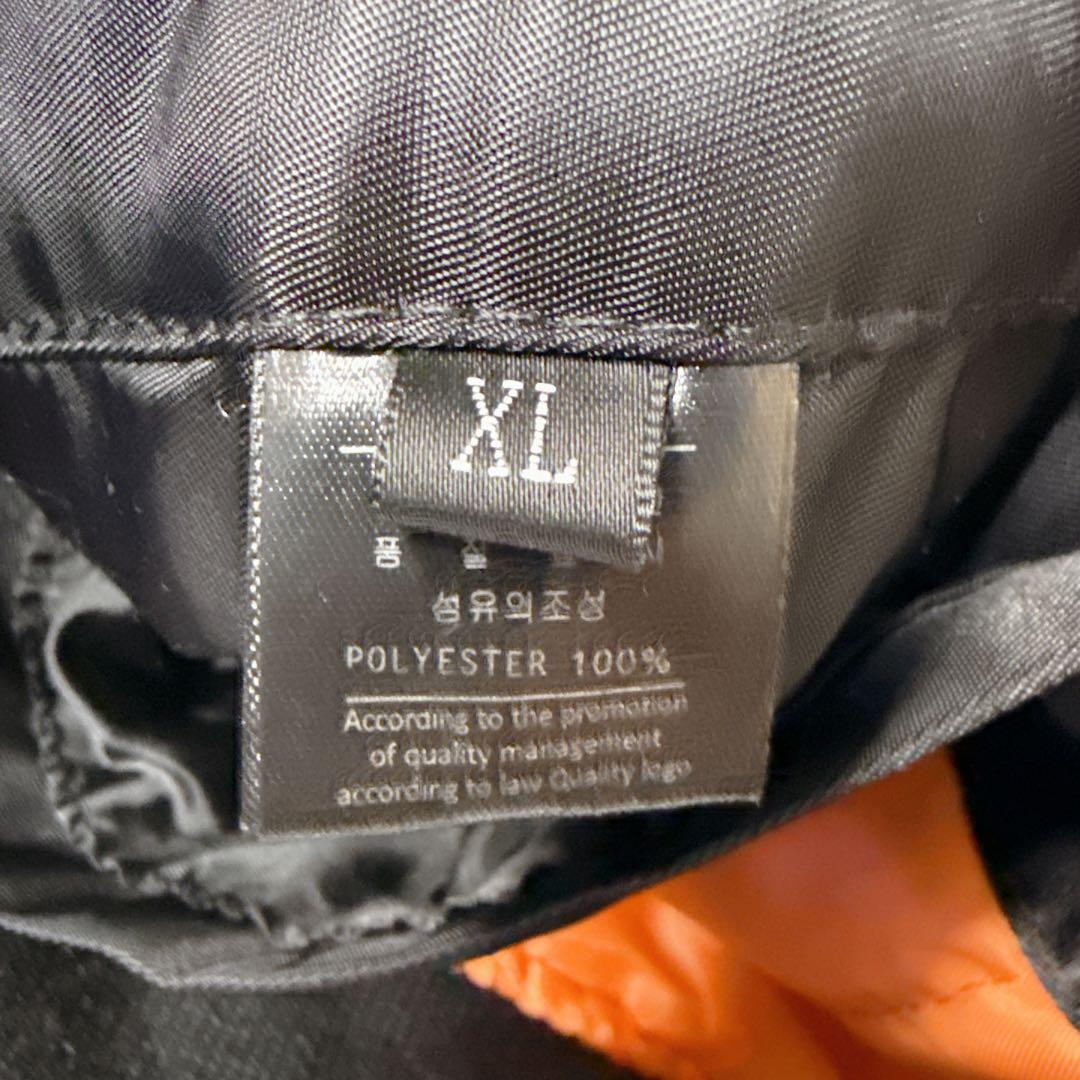 XL
품
섬유의조성
POLYESTER 100%
According to the promotion
of quality management
according to law Quality logo